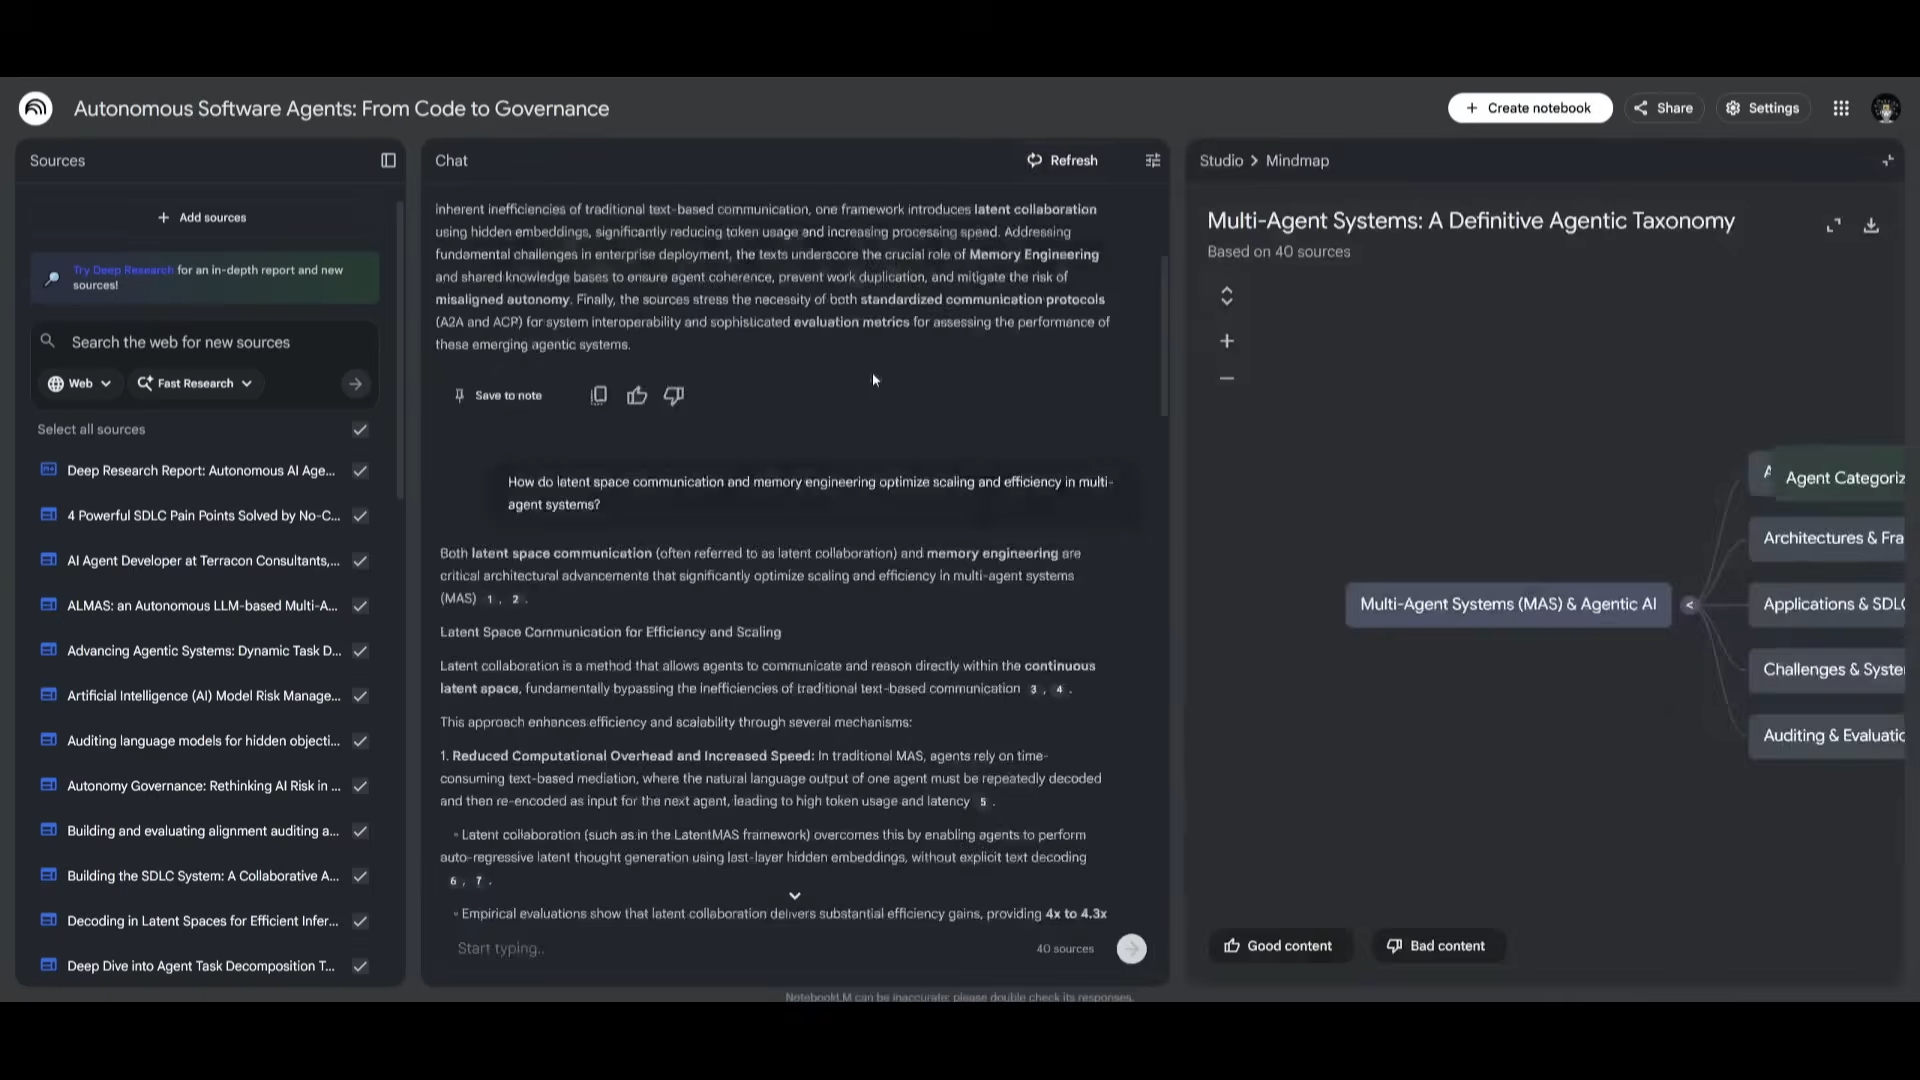 Autonomous Software Agents: From Code to Governance
Create notebook
Share
Settings
Sources
Add sources
Try Deep Research for an in-depth report and new
sources!
Search the web for new sources
Web
Fast Research
Select all sources
Deep Research Report: Autonomous AI Age...
4 Powerful SDLC Pain Points Solved by No-C...
AI Agent Developer at Terracon Consultants,...
ALMAS: an Autonomous LLM-based Multi-A...
Advancing Agentic Systems: Dynamic Task D...
Artificial Intelligence (AI) Model Risk Manage...
Auditing language models for hidden objecti...
Autonomy Governance: Rethinking AI Risk in ...
Building and evaluating alignment auditing a...
Building the SDLC System: A Collaborative A...
Decoding in Latent Spaces for Efficient Infer...
Deep Dive into Agent Task Decomposition T...
Chat
Refresh
inherent inefficiencies of traditional text-based communication, one framework introduces latent collaboration
using hidden embeddings, significantly reducing token usage and increasing processing speed. Addressing
fundamental challenges in enterprise deployment, the texts underscore the crucial role of Memory Engineering
and shared knowledge bases to ensure agent coherence, prevent work duplication, and mitigate the risk of
misaligned autonomy. Finally, the sources stress the necessity of both standardized communication protocols
(A2A and ACP) for system interoperability and sophisticated evaluation metrics for assessing the performance of
these emerging agentic systems.
Save to note
How do latent space communication and memory engineering optimize scaling and efficiency in multi-
agent systems?
Both latent space communication (often referred to as latent collaboration) and memory engineering are
critical architectural advancements that significantly optimize scaling and efficiency in multi-agent systems
(MAS) 1 , 2 .
Latent Space Communication for Efficiency and Scaling
Latent collaboration is a method that allows agents to communicate and reason directly within the continuous
latent space, fundamentally bypassing the inefficiencies of traditional text-based communication 3 , 4 .
This approach enhances efficiency and scalability through several mechanisms:
1. Reduced Computational Overhead and Increased Speed: In traditional MAS, agents rely on time-
consuming text-based mediation, where the natural language output of one agent must be repeatedly decoded
and then re-encoded as input for the next agent, leading to high token usage and latency 5 .
◦ Latent collaboration (such as in the LatentMAS framework) overcomes this by enabling agents to perform
auto-regressive latent thought generation using last-layer hidden embeddings, without explicit text decoding
6 , 7 .
◦ Empirical evaluations show that latent collaboration delivers substantial efficiency gains, providing 4x to 4.3x
Start typing..
40 sources
NotebookLM can be inaccurate; please double check its responses.
Studio > Mindmap
Multi-Agent Systems: A Definitive Agentic Taxonomy
Based on 40 sources
Multi-Agent Systems (MAS) & Agentic AI
<
A
Agent Categoriz
Architectures & Fra
Applications & SDLC
Challenges & Syste
Auditing & Evaluatio
Good content
Bad content